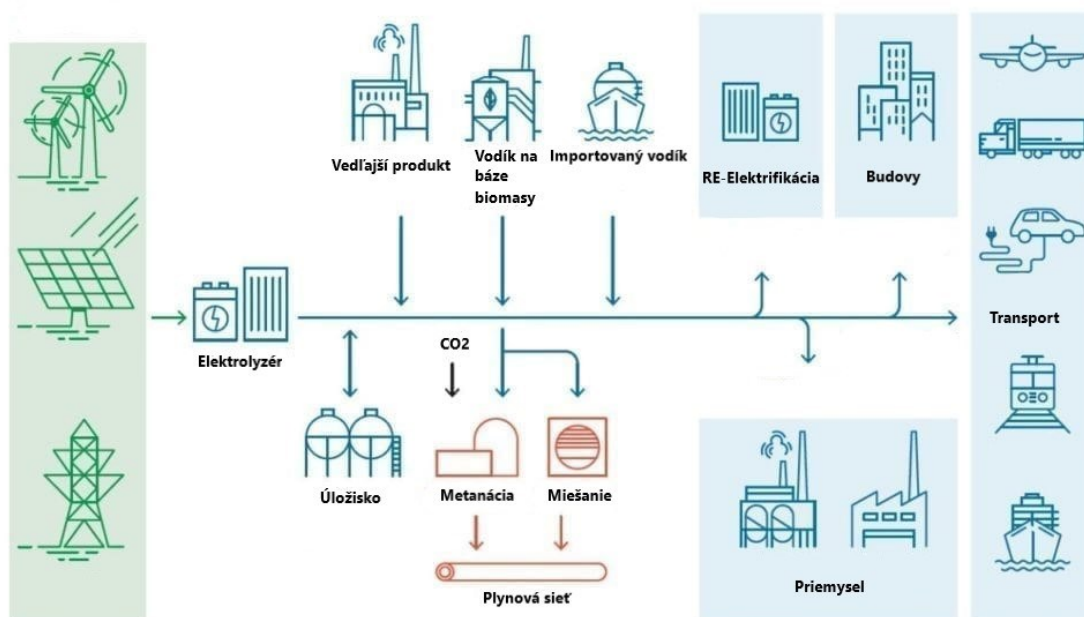 Vedľajší produkt
Vodík na
báze
biomasy
Importovaný vodík
RE-Elektrifikácia
Budovy
Transport
Elektrolyzér
CO2
Úložisko
Metanácia
Miešanie
Plynová sieť
Priemysel